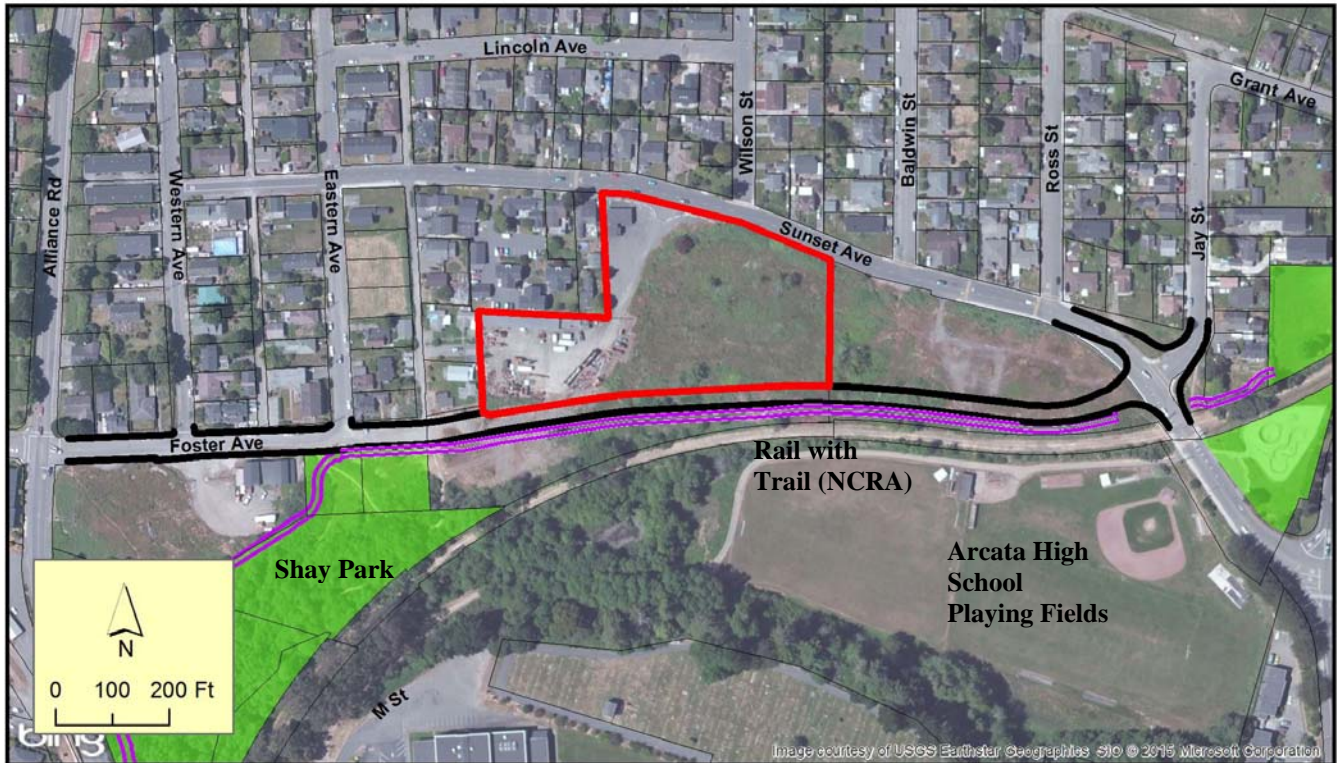 Lincoln Ave
Grant Ave
Wilson St
Baldwin St
Ross St
Alliance Rd
Western Ave
Eastern Ave
Jay St
Sunset Ave
Foster Ave
Rail with
Trail (NCRA)
Shay Park
Arcata High
School
Playing Fields
N
0 100 200 Ft
M St
bing
Image courtesy of USGS Earthstar Geographics SIO © 2015 Microsoft Corporation